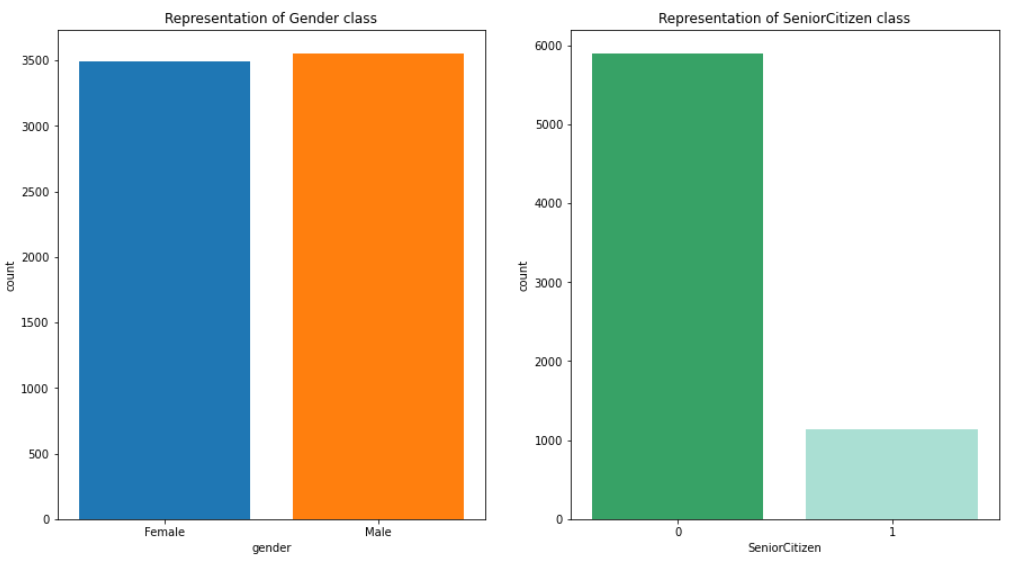 Representation of Gender class
3500
3000
2500
2000
1500
1000
500
0
count
Female Male
gender
Representation of SeniorCitizen class
6000
5000
4000
3000
2000
1000
0
count
0 1
SeniorCitizen